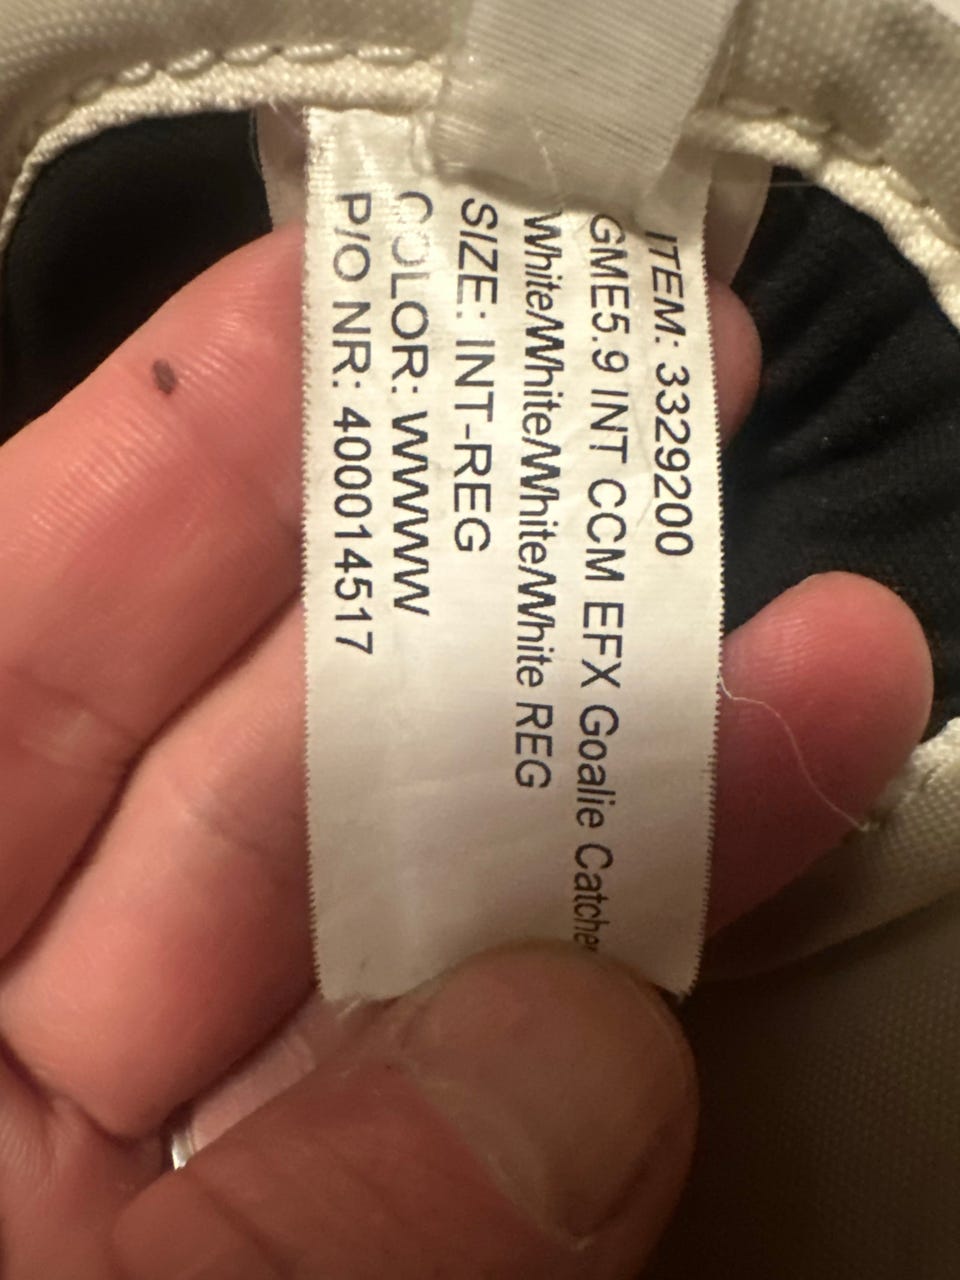 ITEM: 3329200
GME5.9 INT CCM EFX Goalie Catcher
White/White/White/White REG
SIZE: INT-REG
COLOR: WWWW
P/O NR: 400014517